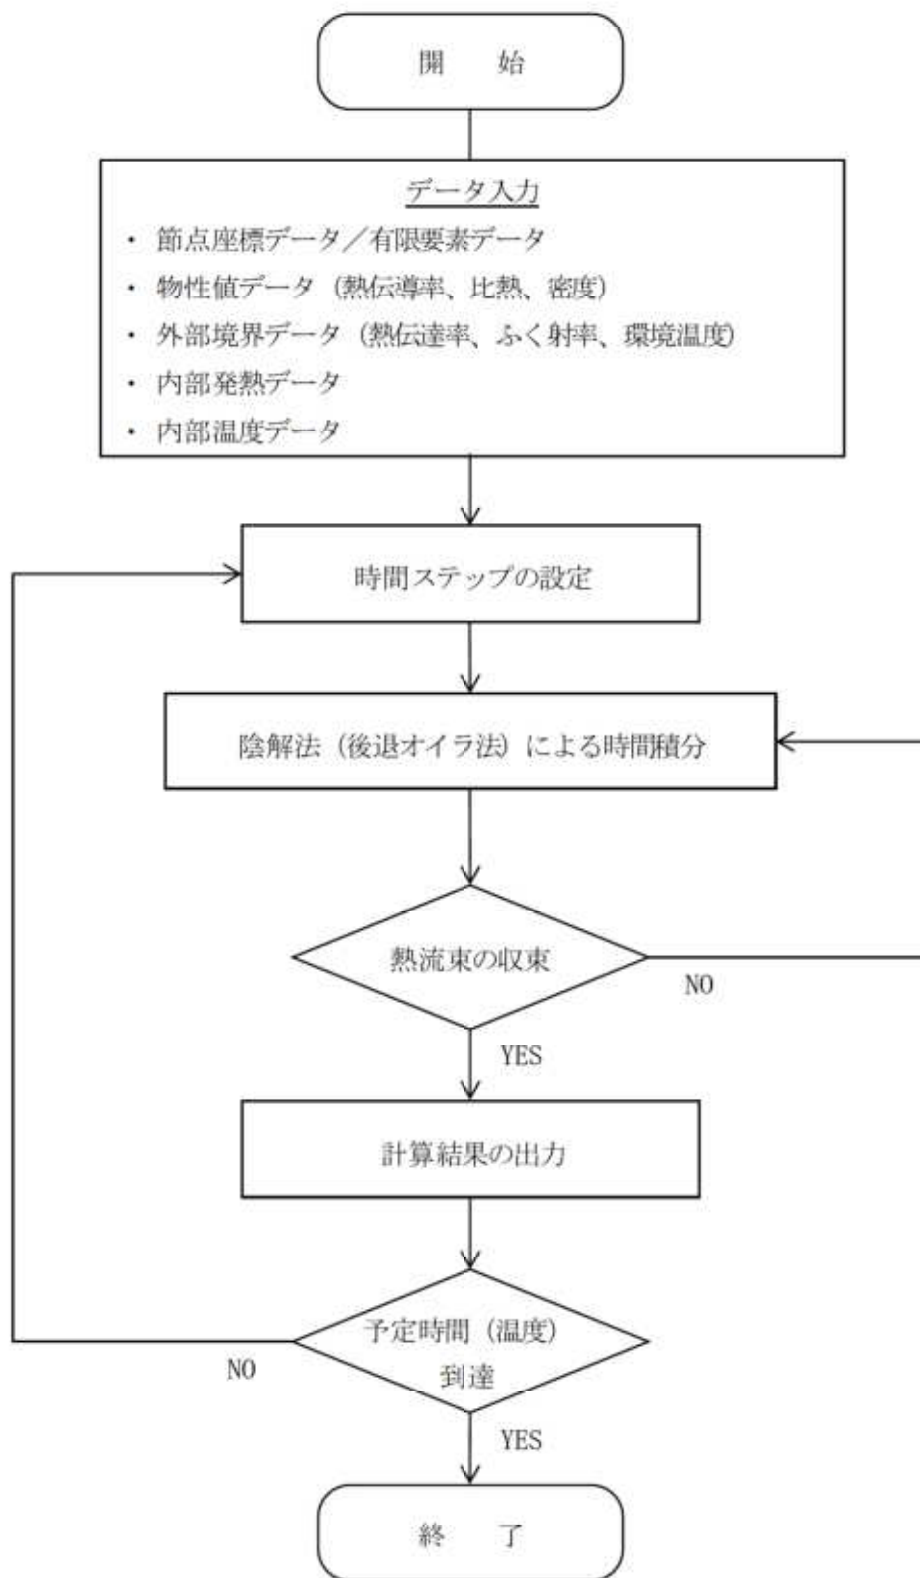 開　始
データ入力
・ 節点座標データ／有限要素データ
・ 物性値データ（熱伝導率、比熱、密度）
・ 外部境界データ（熱伝達率、ふく射率、環境温度）
・ 内部発熱データ
・ 内部温度データ
時間ステップの設定
陰解法（後退オイラ法）による時間積分
熱流束の収束
NO
YES
計算結果の出力
予定時間（温度）
到達
NO
YES
終　了